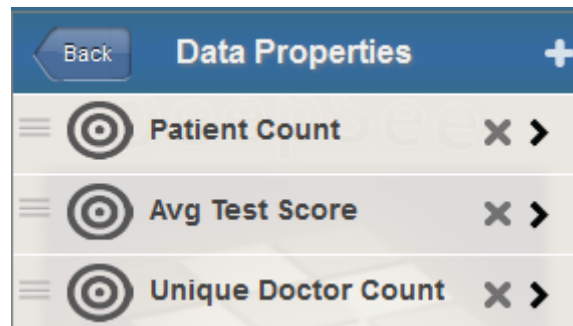 Back
Data Properties
Patient Count
Avg Test Score
Unique Doctor Count